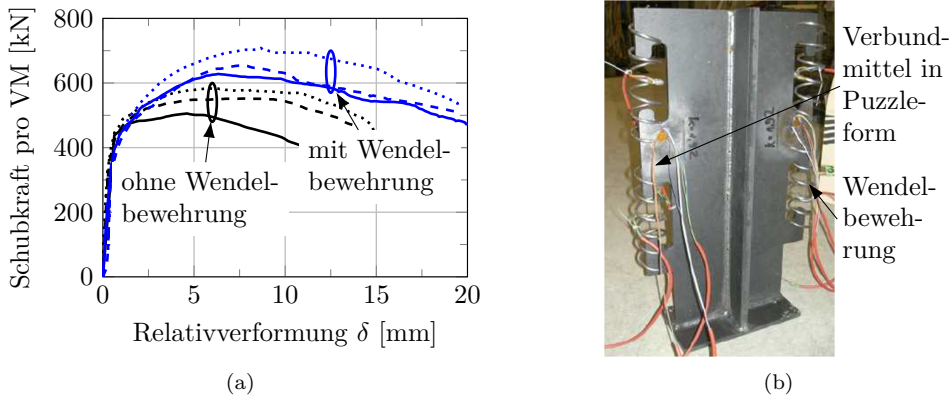 800
600
400
200
0
0
5
10
15
20
Schubkraft pro VM [kN]
Relativverformung δ [mm]
ohne Wendel-
bewehrung
mit Wendel-
bewehrung
(a)
Verbund-
mittel in
Puzzle-
form
Wendel-
beweh-
rung
(b)